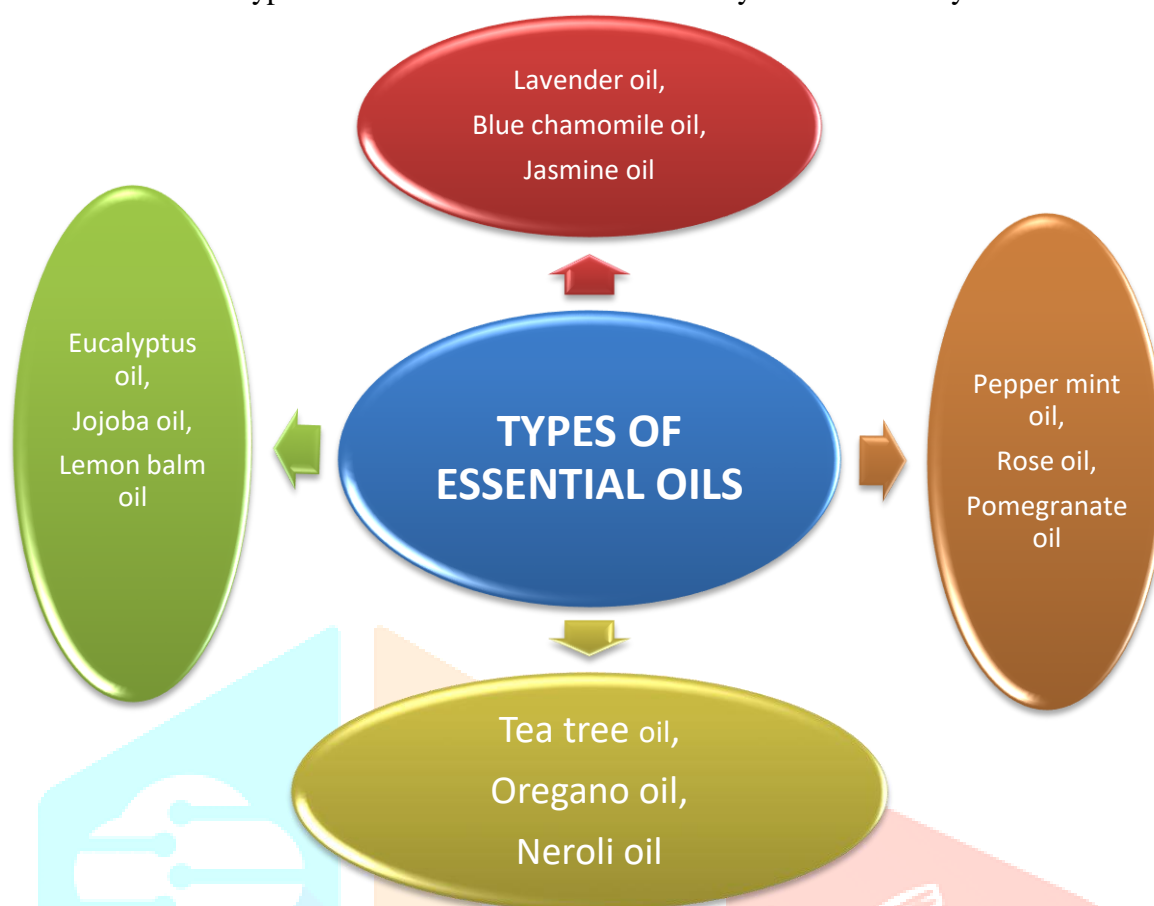 Lavender oil,
Blue chamomile oil,
Jasmine oil
Eucalyptus
oil,
Jojoba oil,
Lemon balm
oil
TYPES OF
ESSENTIAL OILS
Pepper mint
oil,
Rose oil,
Pomegranate
oil
Tea tree oil,
Oregano oil,
Neroli oil